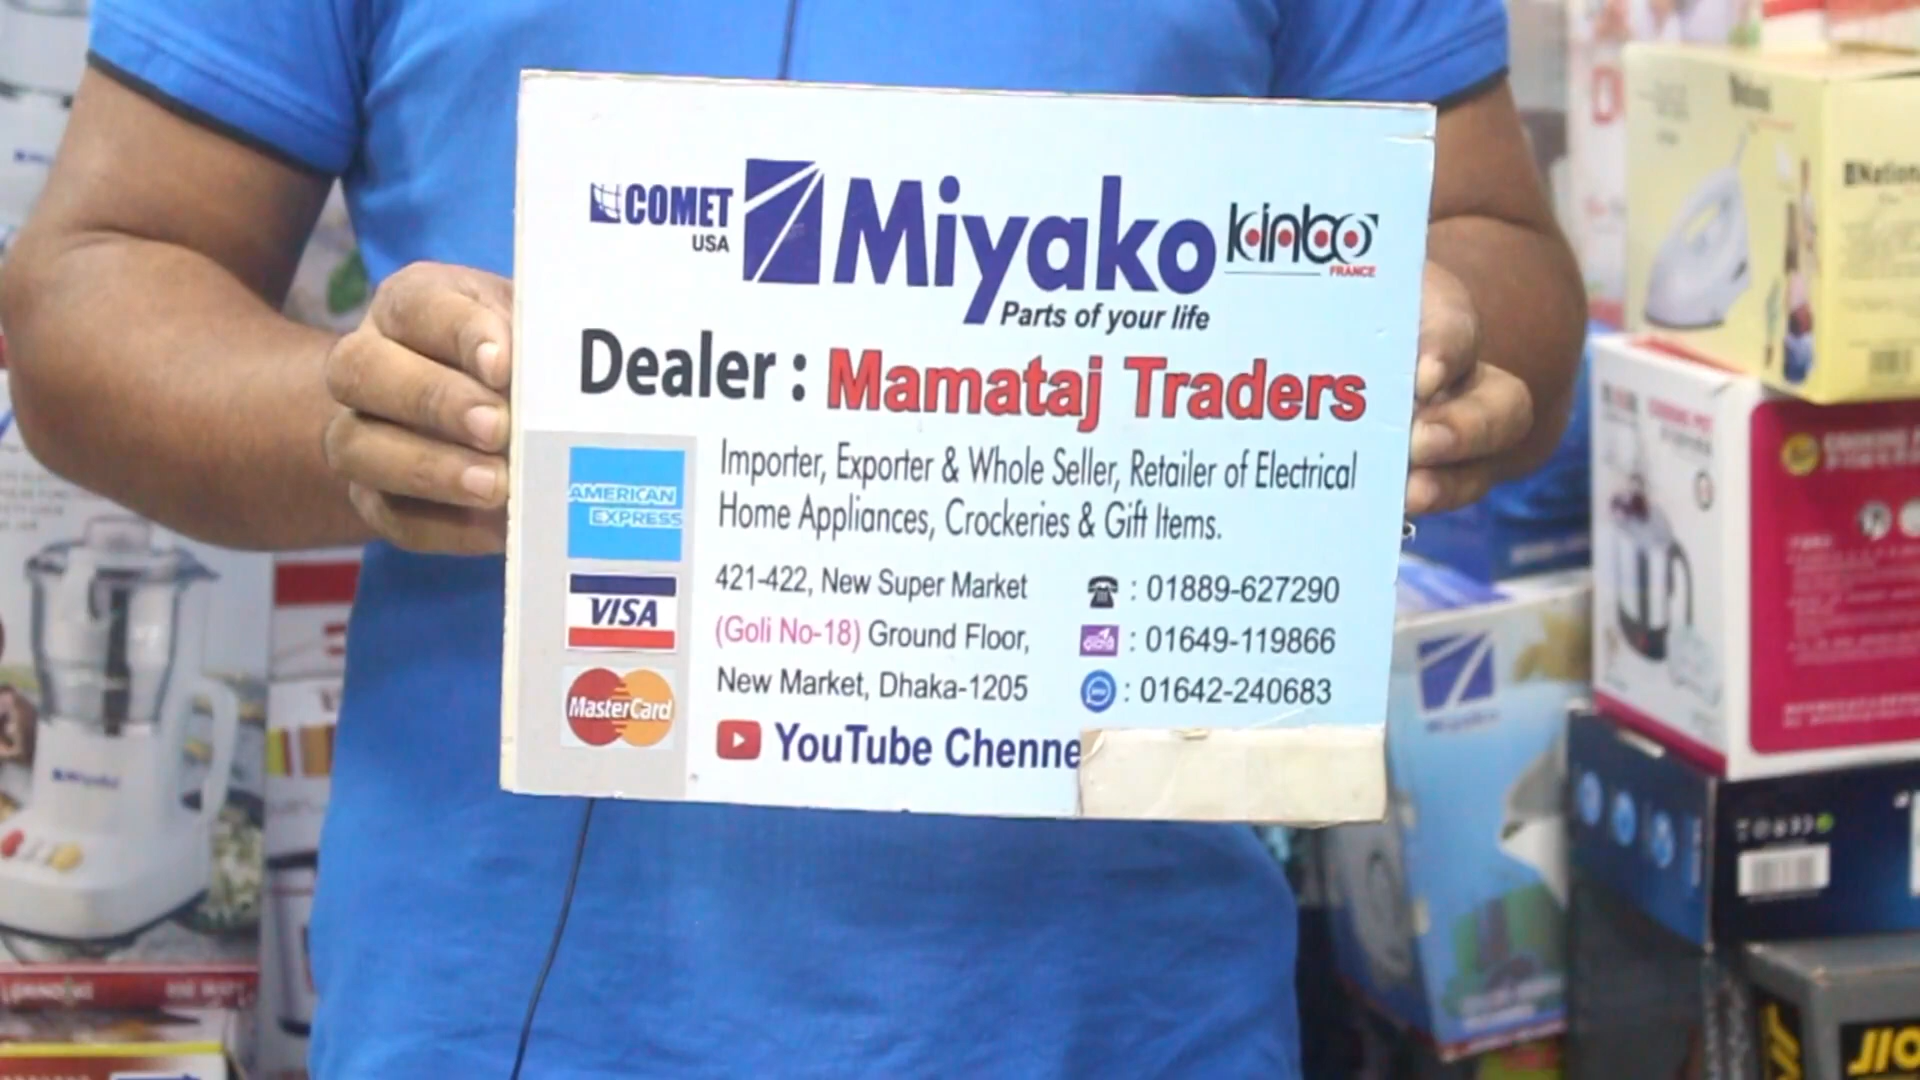 COMET
USA
Miyako
kinbo
FRANCE
Parts of your life
Dealer : Mamataj Traders
Importer, Exporter & Whole Seller, Retailer of Electrical
Home Appliances, Crockeries & Gift Items.
AMERICAN
EXPRESS
VISA
MasterCard
421-422, New Super Market
(Goli No-18) Ground Floor,
New Market, Dhaka-1205
: 01889-627290
: 01649-119866
: 01642-240683
YouTube Chenne
Miyako